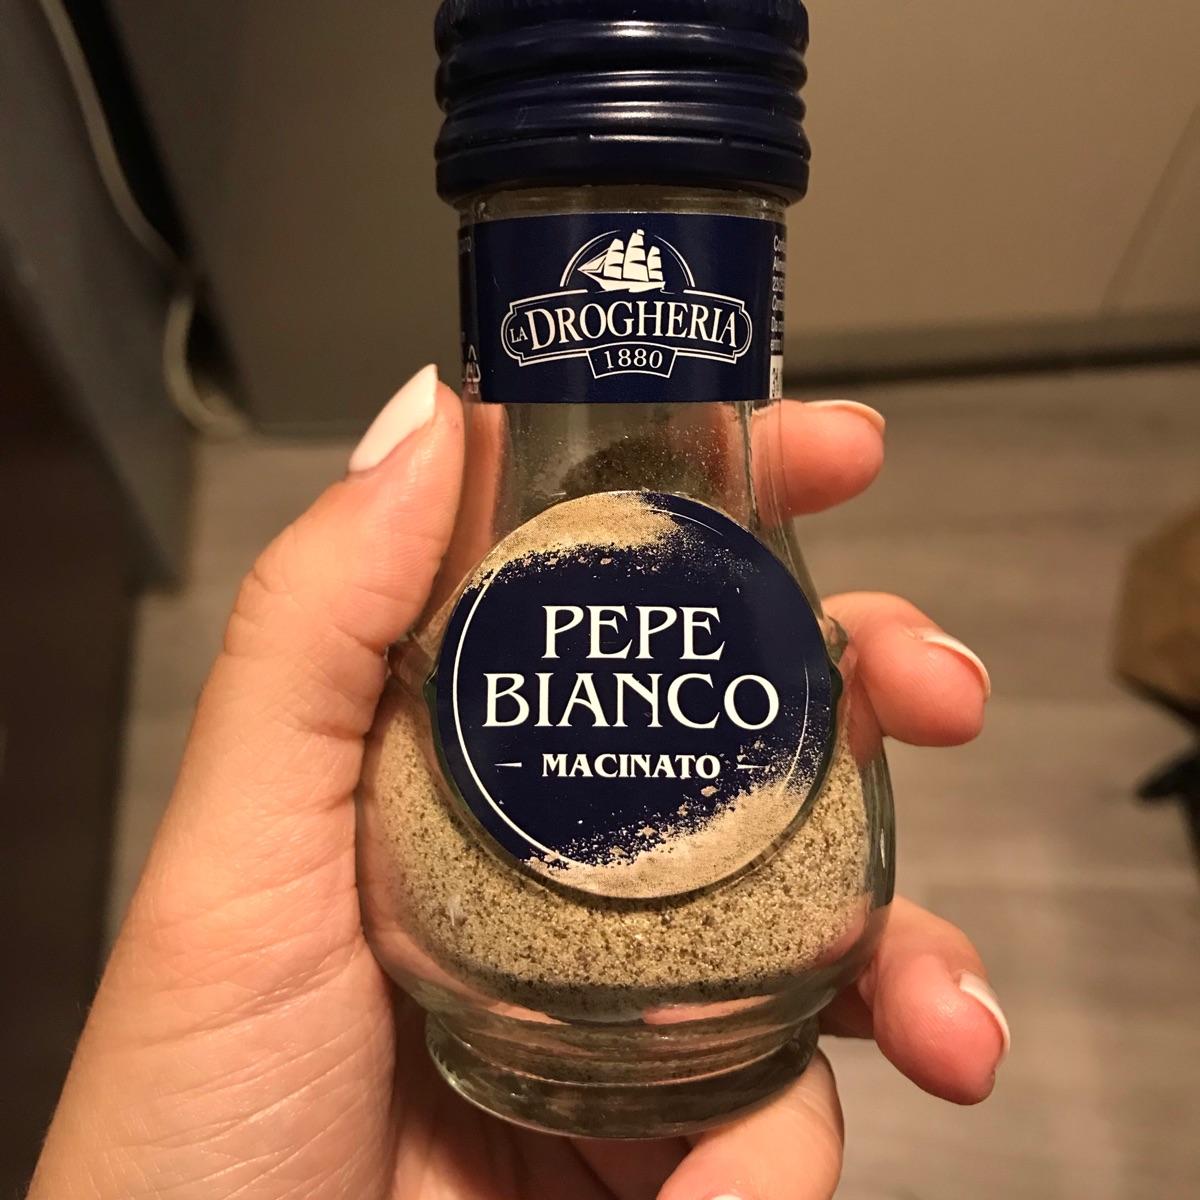 LA DROGHERIA
1880
PEPE
BIANCO
MACINATO